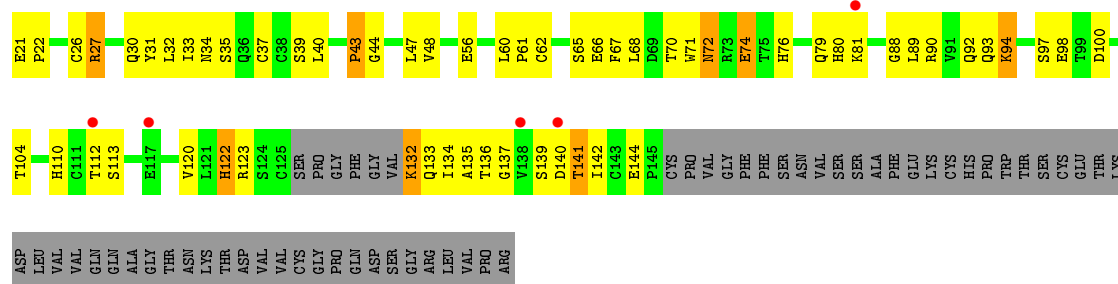 E21 P22 C26 R27 Q30 Y31 L32 I33 N34 S35 Q36 C37 C38 S39 L40 P43 G44 L47 V48 E56 L60 P61 C62 S65 E66 F67 L68 D69 T70 W71 N72 R73 E74 T75 H76 Q79 H80 K81 G88 L89 R90 V91 Q92 Q93 K94 S97 E98 T99 D100
T104 H110 C111 T112 S113 E117 V120 L121 H122 R123 S124 C125 SER PRO GLY PHE GLY VAL K132 Q133 I134 A135 T136 G137 V138 S139 D140 T141 I142 C143 E144 P145 CYS PRO VAL GLY PHE PHE SER ASN VAL SER SER ALA PHE GLU LYS CYS HIS PRO TRP THR SER CYS GLU THR LYS
ASP LEU VAL VAL GLN GLN ALA GLY THR ASN LYS THR ASP VAL VAL CYS GLY PRO GLN ASP SER GLY ARG LEU VAL PRO ARG